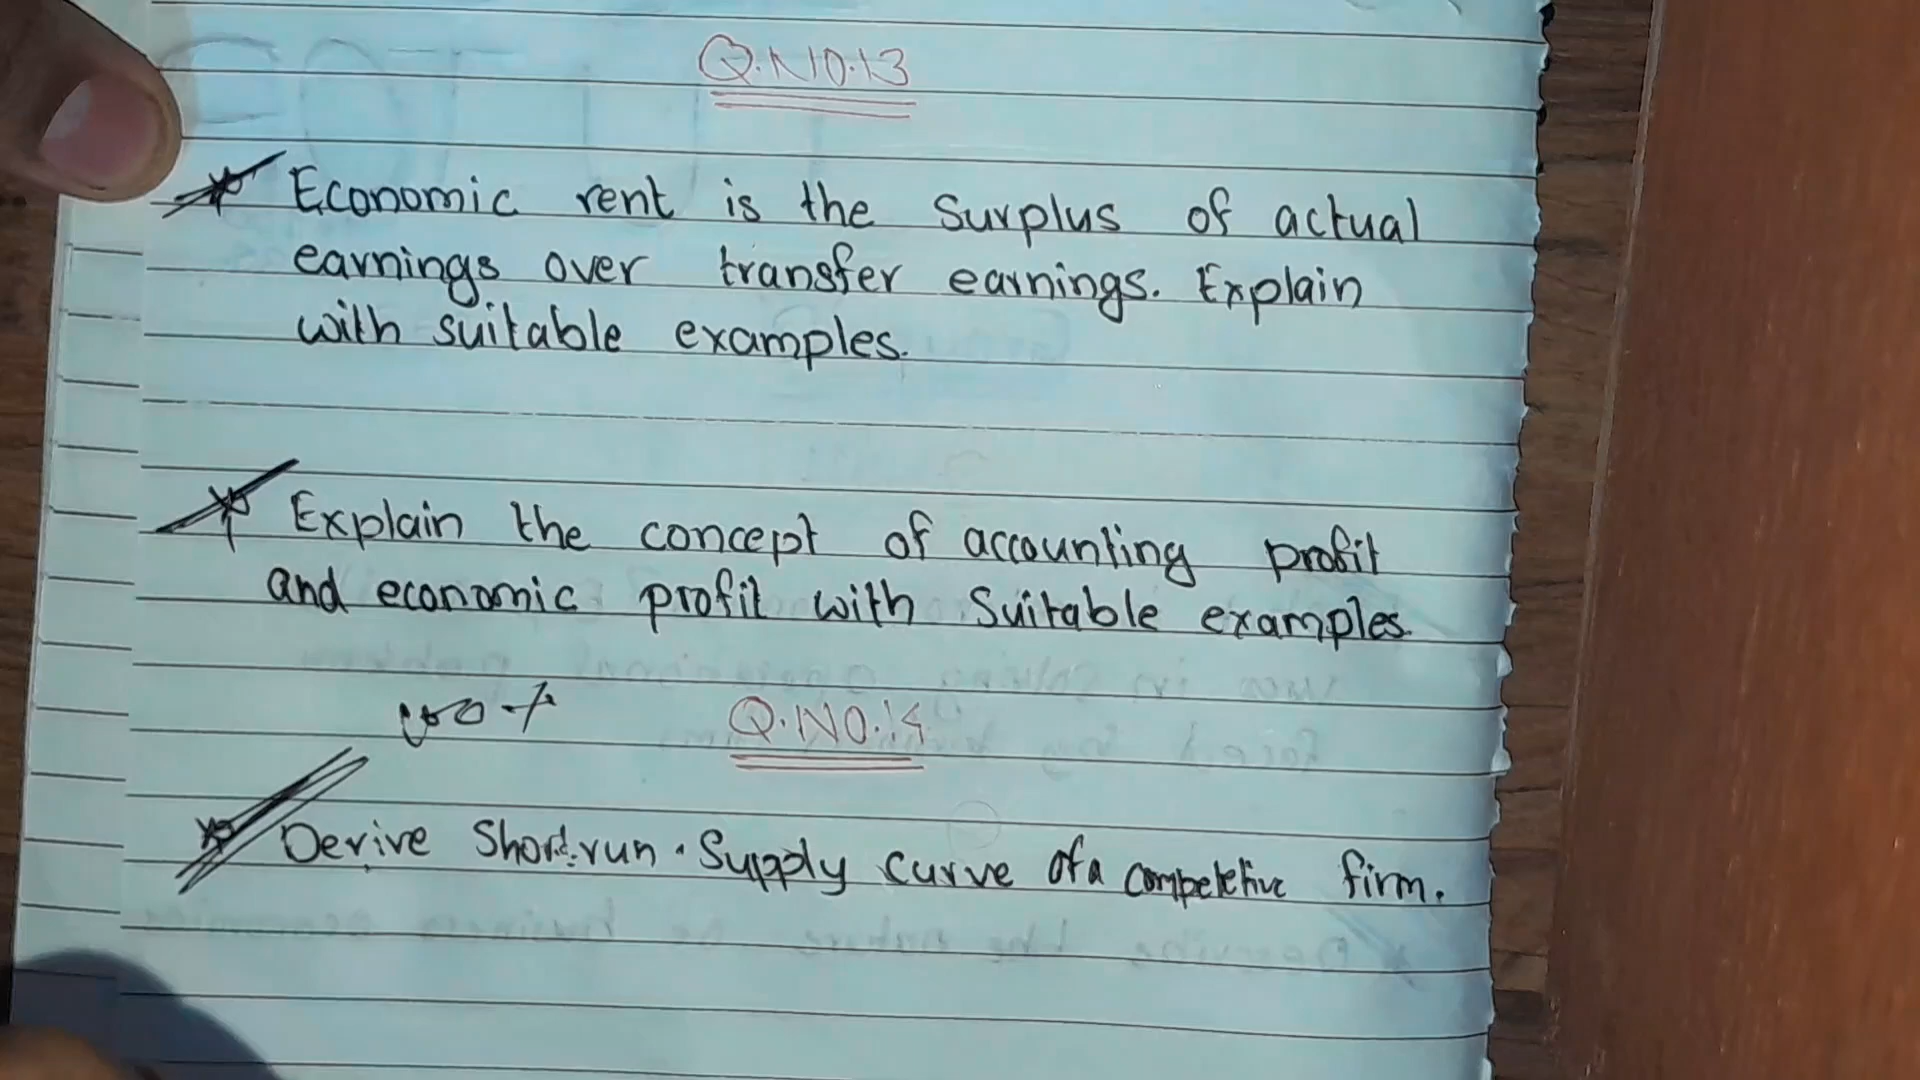 Q.NO.13
Economic rent is the surplus of actual
earnings over transfer earnings. Explain
with suitable examples.
Explain the concept of accounting profit
and economic profit with suitable examples.
Q.NO.14
Derive Short-run Supply curve of a competetive firm.